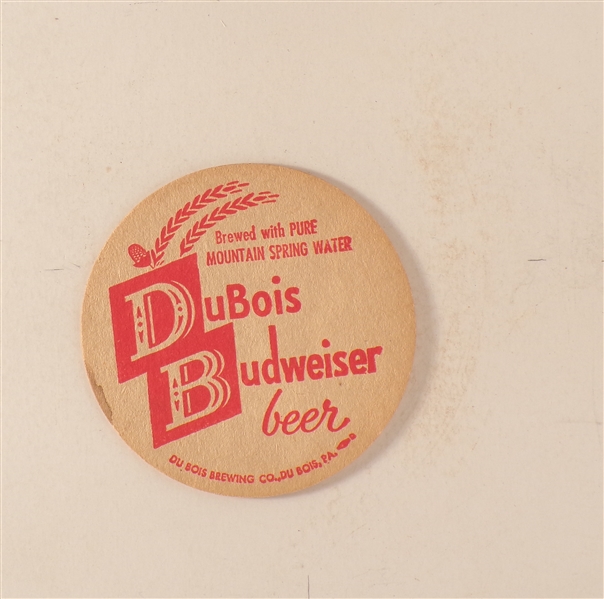 Brewed with PURE
MOUNTAIN SPRING WATER
DuBois
Budweiser
beer
DU BOIS BREWING CO., DU BOIS, PA.